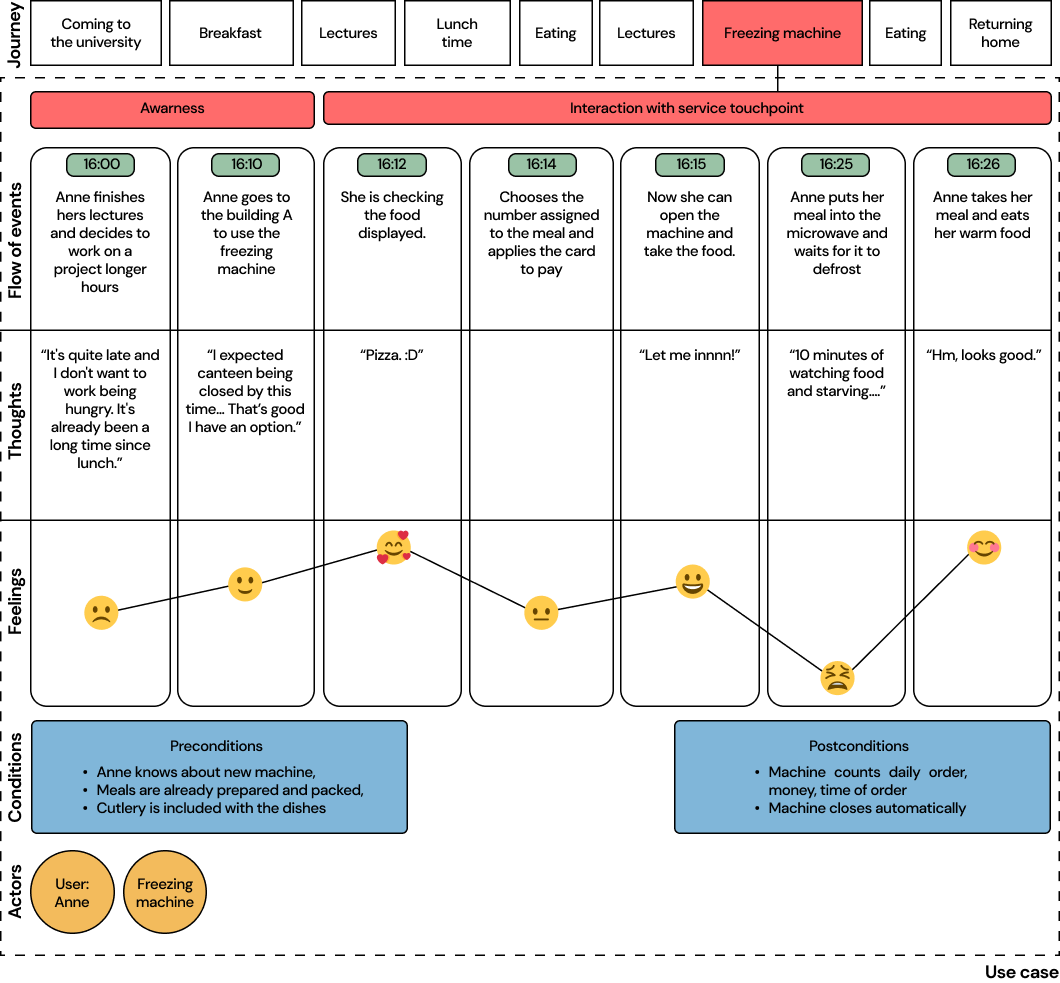 Journey
Coming to
the university
Breakfast
Lectures
Lunch
time
Eating
Lectures
Freezing machine
Eating
Returning
home
Awarness
Interaction with service touchpoint
Flow of events
16:00
Anne finishes
hers lectures
and decides to
work on a
project longer
hours
16:10
Anne goes to
the building A
to use the
freezing
machine
16:12
She is checking
the food
displayed.
16:14
Chooses the
number assigned
to the meal and
applies the card
to pay
16:15
Now she can
open the
machine and
take the food.
16:25
Anne puts her
meal into the
microwave and
waits for it to
defrost
16:26
Anne takes her
meal and eats
her warm food
Thoughts
“It's quite late and
I don't want to
work being
hungry. It's
already been a
long time since
lunch.”
“I expected
canteen being
closed by this
time... That’s good
I have an option.”
“Pizza. :D”
“Let me innnn!”
“10 minutes of
watching food
and starving....”
“Hm, looks good.”
Feelings
Conditions
Preconditions
• Anne knows about new machine,
• Meals are already prepared and packed,
• Cutlery is included with the dishes
Postconditions
• Machine counts daily order,
money, time of order
• Machine closes automatically
Actors
User:
Anne
Freezing
machine
Use case